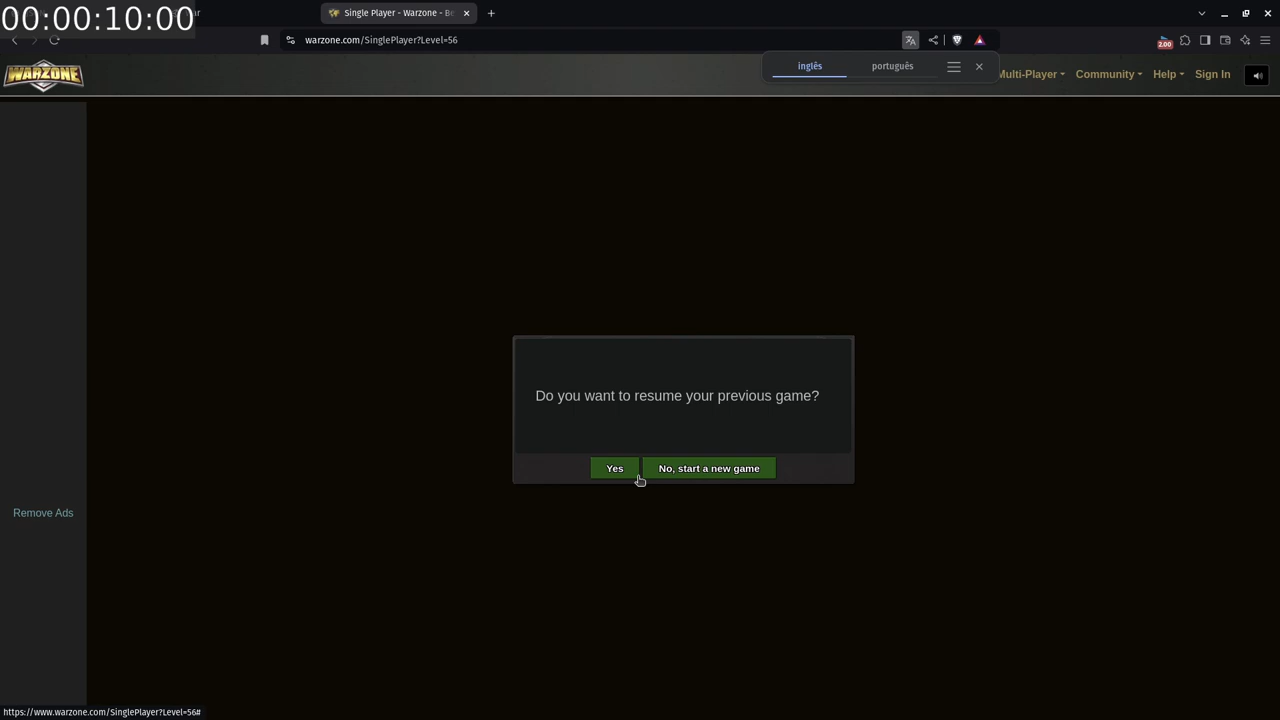 00:00:10:00
Single Player - Warzone - Be
warzone.com/SinglePlayer?Level=56
2.00
WARZONE
inglês
português
Multi-Player
Community
Help
Sign In
Do you want to resume your previous game?
Yes
No, start a new game
Remove Ads
https://www.warzone.com/SinglePlayer?Level=56#